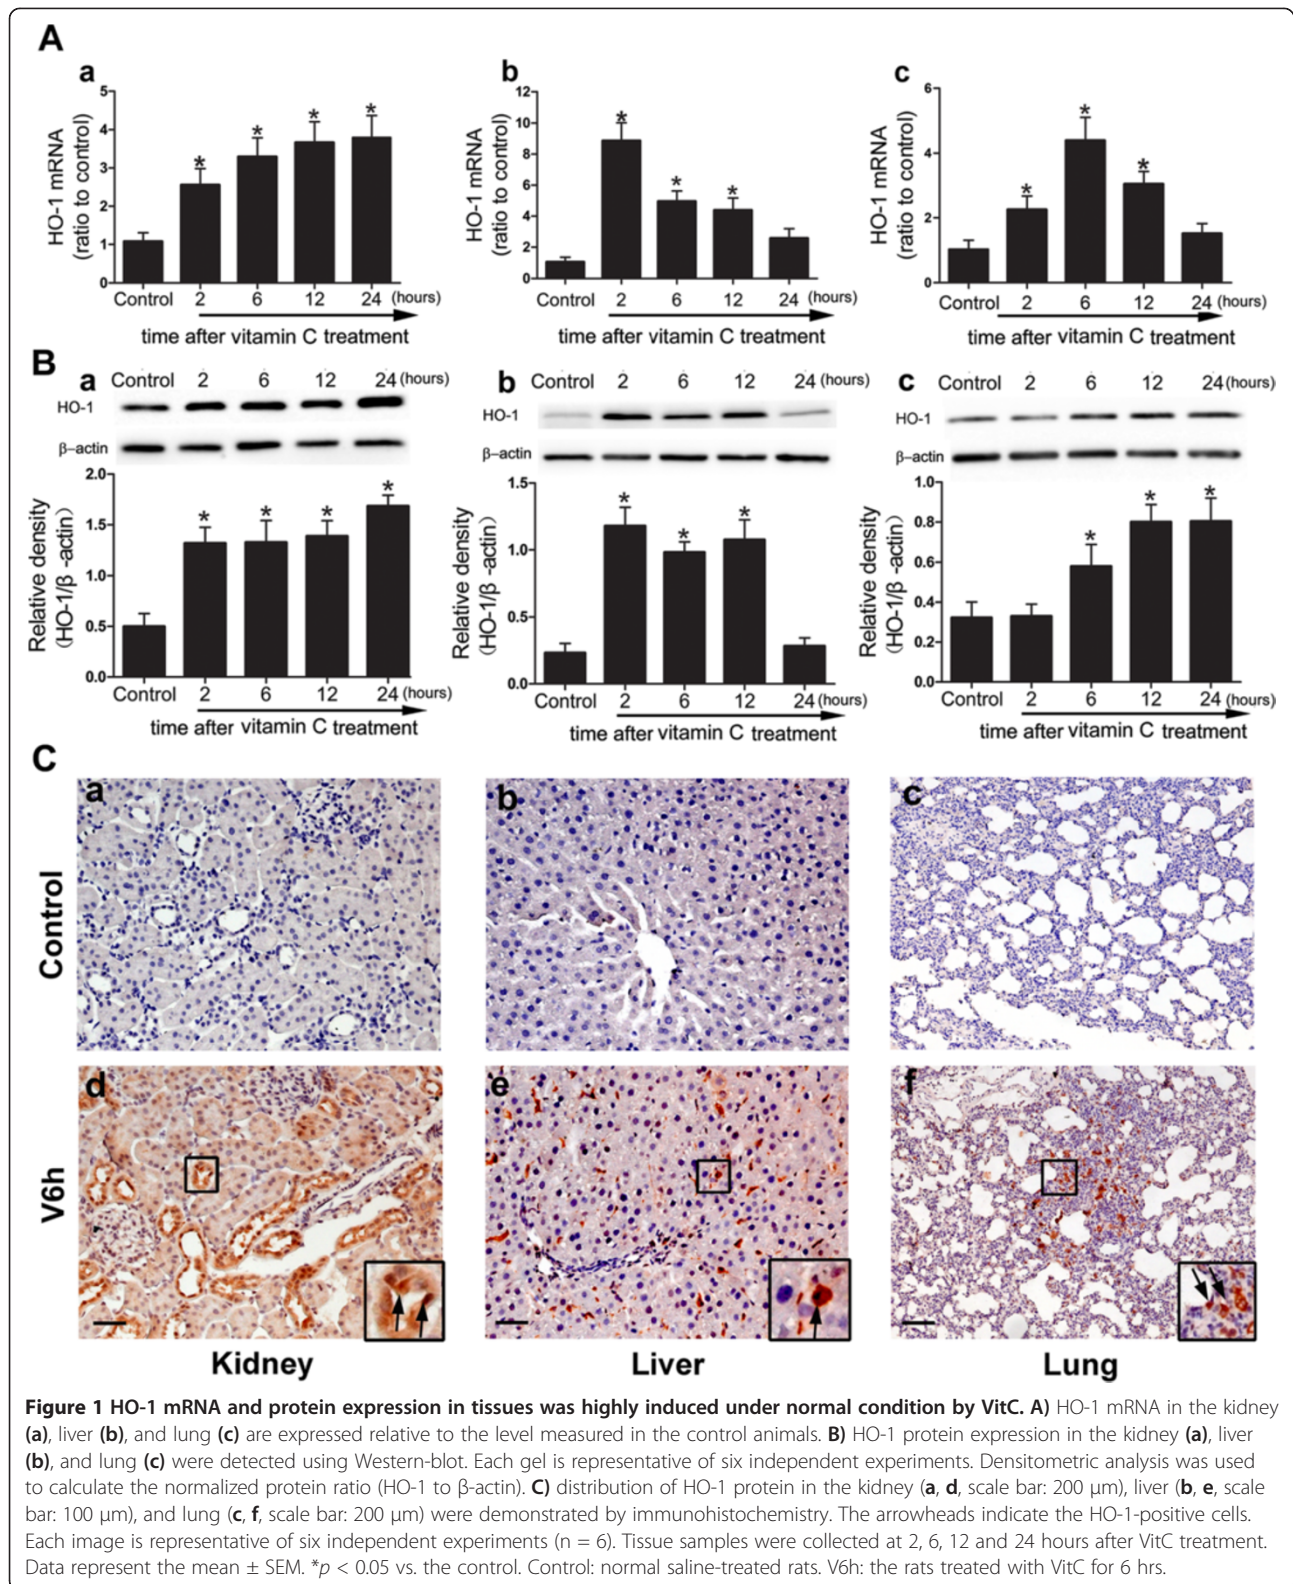 A
a
HO-1 mRNA
(ratio to control)
5
4
3
2
1
0
* * * *
Control 2 6 12 24 (hours)
time after vitamin C treatment
b
HO-1 mRNA
(ratio to control)
12
10
8
6
4
2
0
* * *
Control 2 6 12 24 (hours)
time after vitamin C treatment
c
HO-1 mRNA
(ratio to control)
6
4
2
0
* * *
Control 2 6 12 24 (hours)
time after vitamin C treatment
B
a
Control 2 6 12 24 (hours)
HO-1
β-actin
Relative density
(HO-1/β -actin)
2.0
1.5
1.0
0.5
0.0
* * * *
Control 2 6 12 24 (hours)
time after vitamin C treatment
b
Control 2 6 12 24 (hours)
HO-1
β-actin
Relative density
(HO-1/β -actin)
1.5
1.0
0.5
0.0
* * *
Control 2 6 12 24 (hours)
time after vitamin C treatment
c
Control 2 6 12 24 (hours)
HO-1
β-actin
Relative density
(HO-1/β -actin)
1.0
0.8
0.6
0.4
0.2
0.0
* * *
Control 2 6 12 24 (hours)
time after vitamin C treatment
C
Control
a
b
c
V6h
d
e
f
Kidney
Liver
Lung
Figure 1 HO-1 mRNA and protein expression in tissues was highly induced under normal condition by VitC. A) HO-1 mRNA in the kidney
(a), liver (b), and lung (c) are expressed relative to the level measured in the control animals. B) HO-1 protein expression in the kidney (a), liver
(b), and lung (c) were detected using Western-blot. Each gel is representative of six independent experiments. Densitometric analysis was used
to calculate the normalized protein ratio (HO-1 to β-actin). C) distribution of HO-1 protein in the kidney (a, d, scale bar: 200 μm), liver (b, e, scale
bar: 100 μm), and lung (c, f, scale bar: 200 μm) were demonstrated by immunohistochemistry. The arrowheads indicate the HO-1-positive cells.
Each image is representative of six independent experiments (n = 6). Tissue samples were collected at 2, 6, 12 and 24 hours after VitC treatment.
Data represent the mean ± SEM. *p < 0.05 vs. the control. Control: normal saline-treated rats. V6h: the rats treated with VitC for 6 hrs.